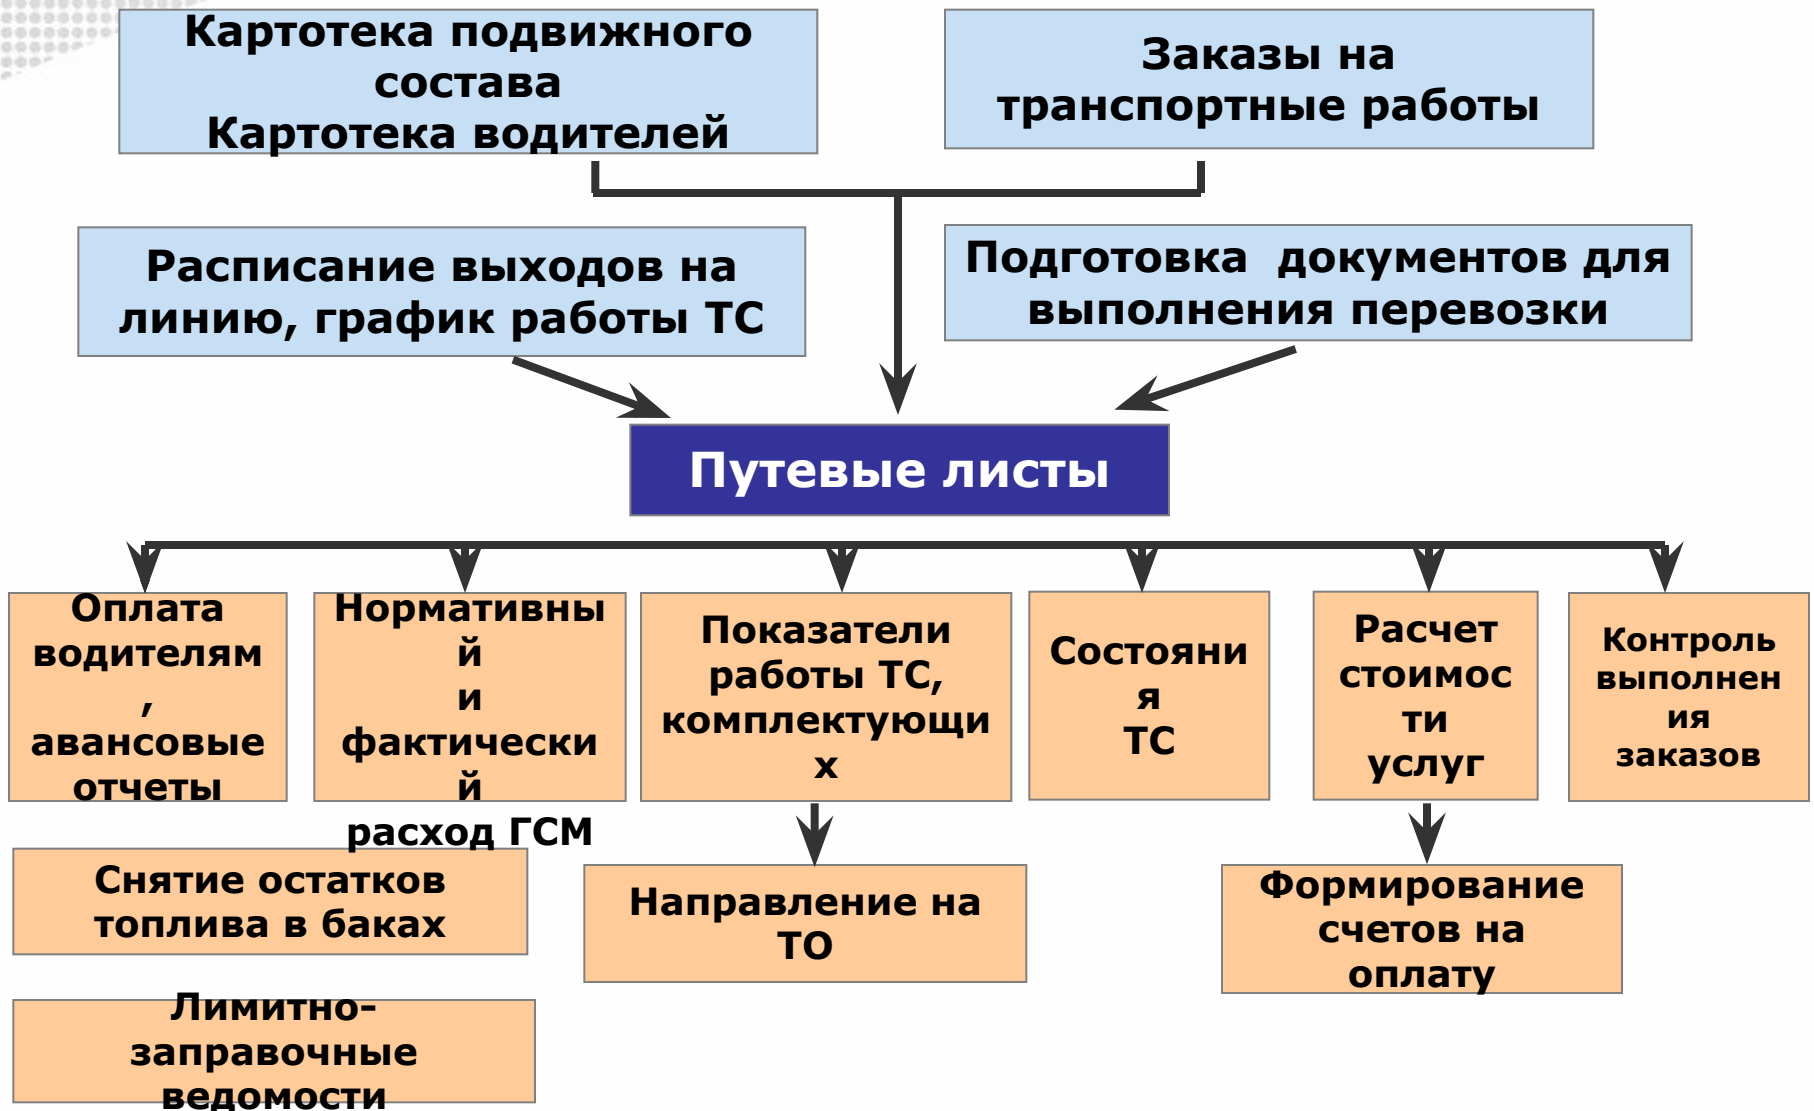 Картотека подвижного
состава
Картотека водителей
Заказы на
транспортные работы
Расписание выходов на
линию, график работы ТС
Подготовка  документов для
выполнения перевозки
Путевые листы
Оплата
водителям
,
авансовые
отчеты
Нормативны
й
и
фактически
й
расход ГСМ
Показатели
работы ТС,
комплектующи
х
Состояни
я
ТС
Расчет
стоимос
ти
услуг
Контроль
выполнен
ия
заказов
Снятие остатков
топлива в баках
Направление на
ТО
Формирование
счетов на
оплату
Лимитно-
заправочные
ведомости